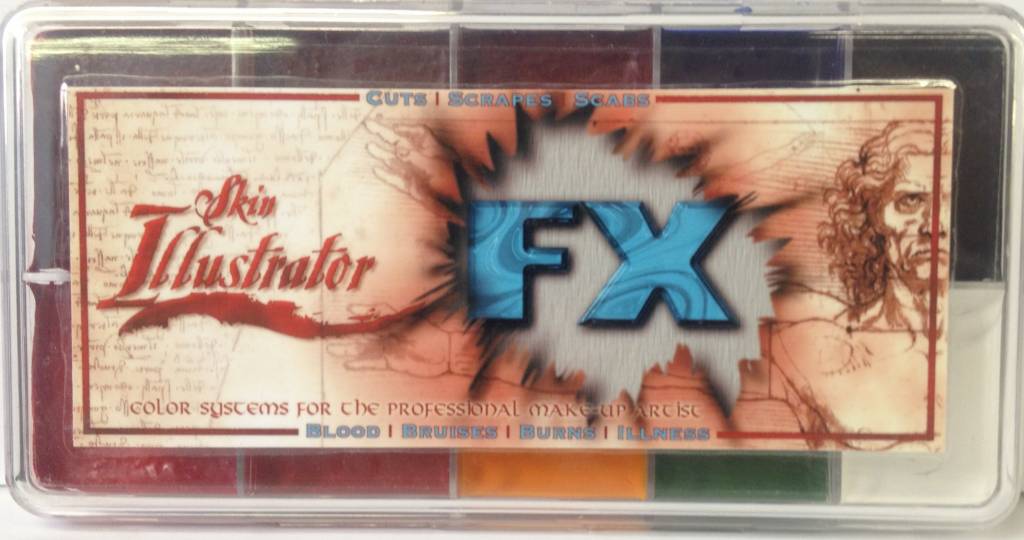 Cuts | Scrapes Scabs
Skin
Illustrator
FX
Color systems for the professional make-up artist
Blood | Bruises | Burns | Illness